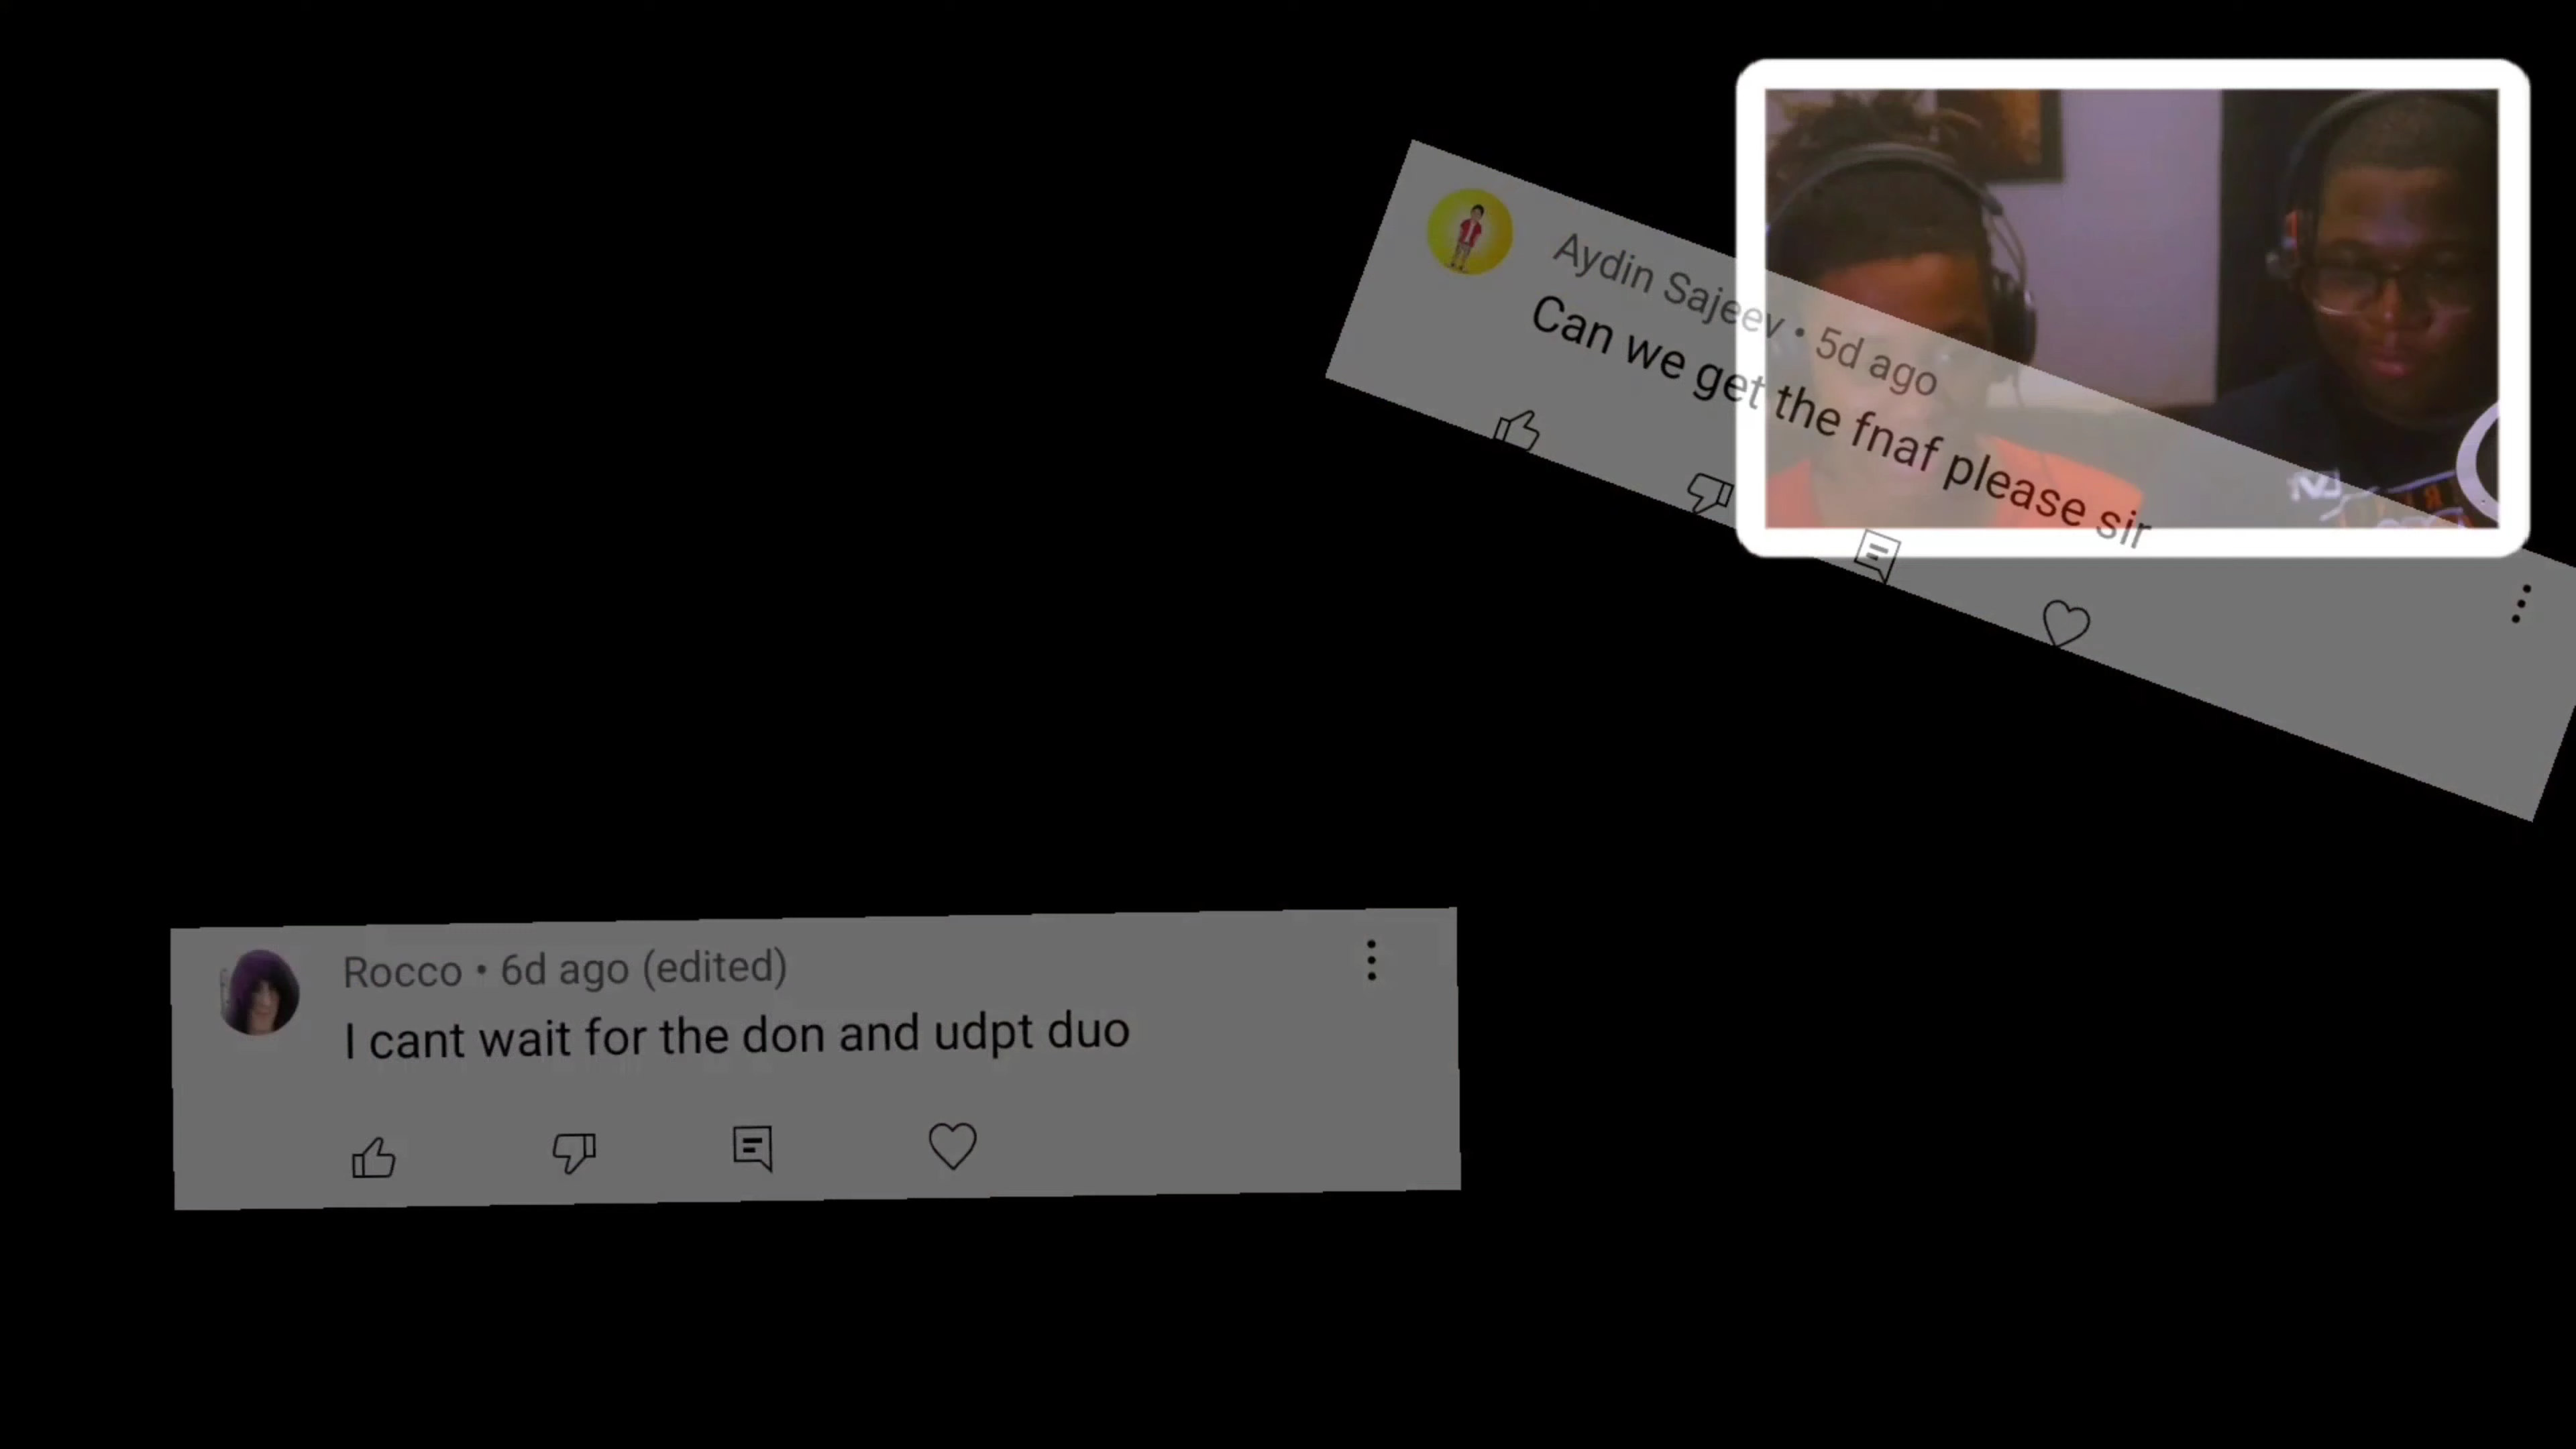 Aydin Sajeev • 5d ago
Can we get the fnaf please sir
Rocco • 6d ago (edited)
I cant wait for the don and udpt duo